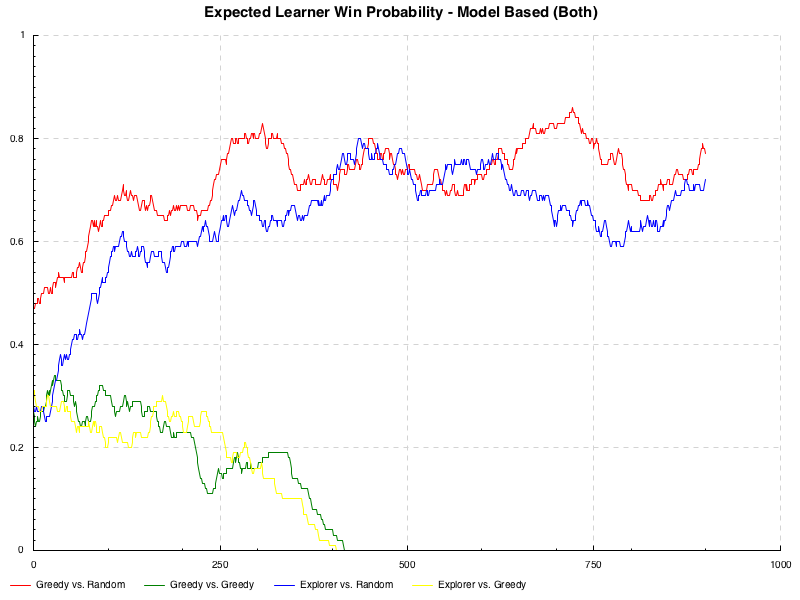 Expected Learner Win Probability - Model Based (Both)
1
0.8
0.6
0.4
0.2
0
0 250 500 750 1000
Greedy vs. Random Greedy vs. Greedy Explorer vs. Random Explorer vs. Greedy